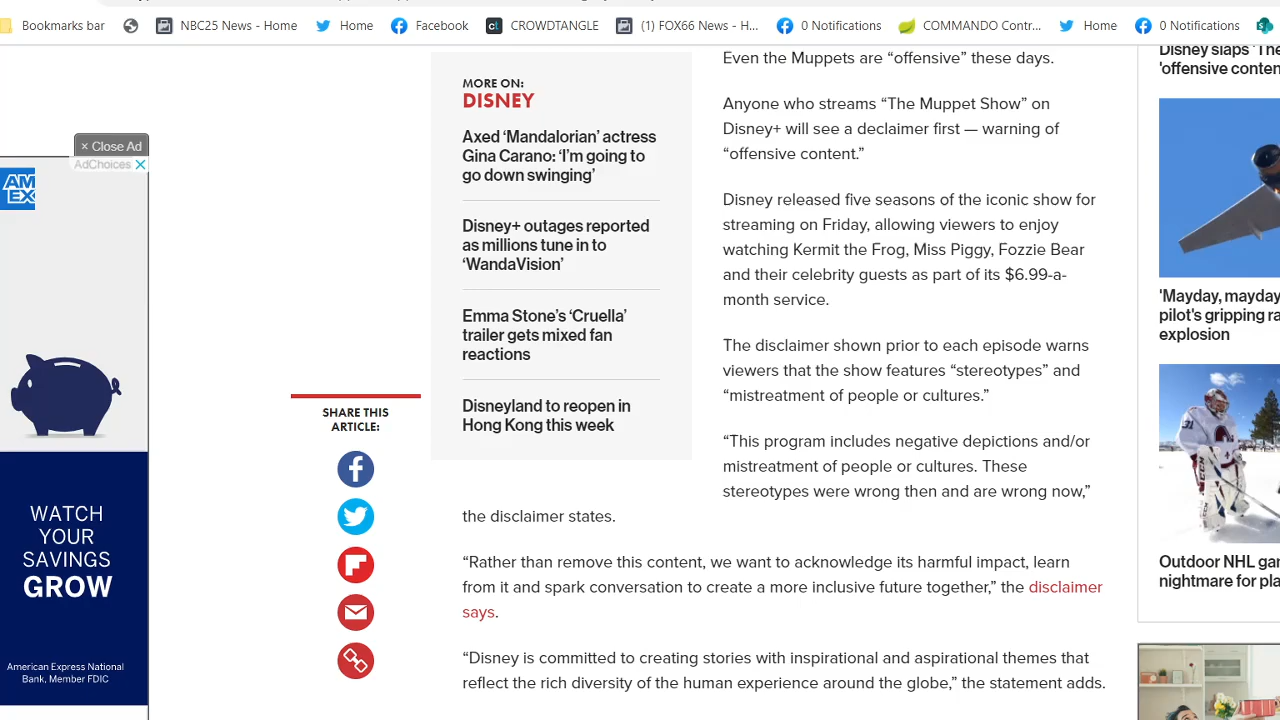 Bookmarks bar
NBC25 News - Home
Home
Facebook
CROWDTANGLE
(1) FOX66 News - H...
0 Notifications
COMMANDO Contr...
Home
0 Notifications
× Close Ad
AdChoices
AM
EX
WATCH
YOUR
SAVINGS
GROW
American Express National
Bank, Member FDIC
SHARE THIS
ARTICLE:
MORE ON:
DISNEY
Axed ‘Mandalorian’ actress
Gina Carano: ‘I’m going to
go down swinging’
Disney+ outages reported
as millions tune in to
‘WandaVision’
Emma Stone’s ‘Cruella’
trailer gets mixed fan
reactions
Disneyland to reopen in
Hong Kong this week
Even the Muppets are “offensive” these days.
Anyone who streams “The Muppet Show” on
Disney+ will see a declaimer first — warning of
“offensive content.”
Disney released five seasons of the iconic show for
streaming on Friday, allowing viewers to enjoy
watching Kermit the Frog, Miss Piggy, Fozzie Bear
and their celebrity guests as part of its $6.99-a-
month service.
The disclaimer shown prior to each episode warns
viewers that the show features “stereotypes” and
“mistreatment of people or cultures.”
“This program includes negative depictions and/or
mistreatment of people or cultures. These
stereotypes were wrong then and are wrong now,”
the disclaimer states.
“Rather than remove this content, we want to acknowledge its harmful impact, learn
from it and spark conversation to create a more inclusive future together,” the disclaimer
says.
“Disney is committed to creating stories with inspirational and aspirational themes that
reflect the rich diversity of the human experience around the globe,” the statement adds.
Disney slaps 'The
'offensive conten
'Mayday, mayday
pilot's gripping ra
explosion
31
Outdoor NHL gar
nightmare for pla